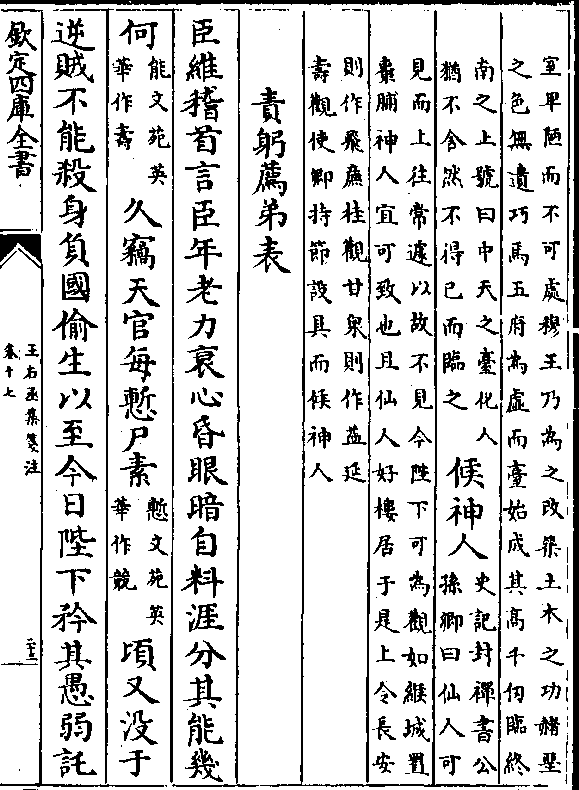 室卑陋而不可處穆王乃為之改築土木之功赭堊
之色無遺巧焉五府為虛而臺始成其高千仞臨終
南之上號曰中天之臺化人
猶不舍然不得已而臨之
候神人
史記封禪書公
孫卿曰仙人可
見而上往常遽以故不見今陛下可為觀如緱城置
棗脯神人宜可致也且仙人好樓居于是上令長安
則作飛廉桂觀甘泉則作益延
壽觀使卿持節設具而候神人
責躬薦弟表
臣維稽首言臣年老力衰心昏眼暗自料涯分其能幾
何
能文苑英
華作壽
久竊天官每慙尸素
慙文苑英
華作競
頃又没于
逆賊不能殺身負國偷生以至今日陛下矜其愚弱託
欽定四庫全書
王右丞集箋注
卷十七
二十三